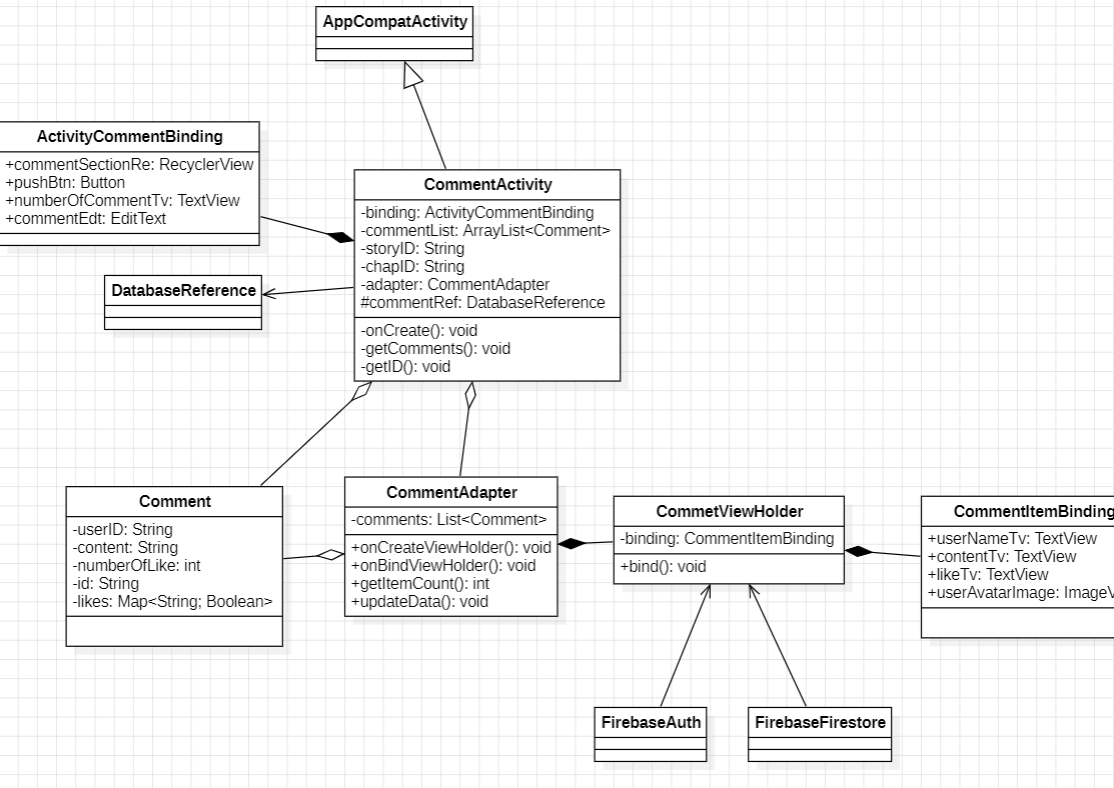 AppCompatActivity
ActivityCommentBinding
+commentSectionRe: RecyclerView
+pushBtn: Button
+numberOfCommentTv: TextView
+commentEdt: EditText
CommentActivity
-binding: ActivityCommentBinding
-commentList: ArrayList<Comment>
-storyID: String
-chapID: String
-adapter: CommentAdapter
#commentRef: DatabaseReference
-onCreate(): void
-getComments(): void
-getID(): void
DatabaseReference
Comment
-userID: String
-content: String
-numberOfLike: int
-id: String
-likes: Map<String; Boolean>
CommentAdapter
-comments: List<Comment>
+onCreateViewHolder(): void
+onBindViewHolder(): void
+getItemCount(): int
+updateData(): void
CommetViewHolder
-binding: CommentItemBinding
+bind(): void
CommentItemBinding
+userNameTv: TextView
+contentTv: TextView
+likeTv: TextView
+userAvatarImage: ImageV
FirebaseAuth
FirebaseFirestore